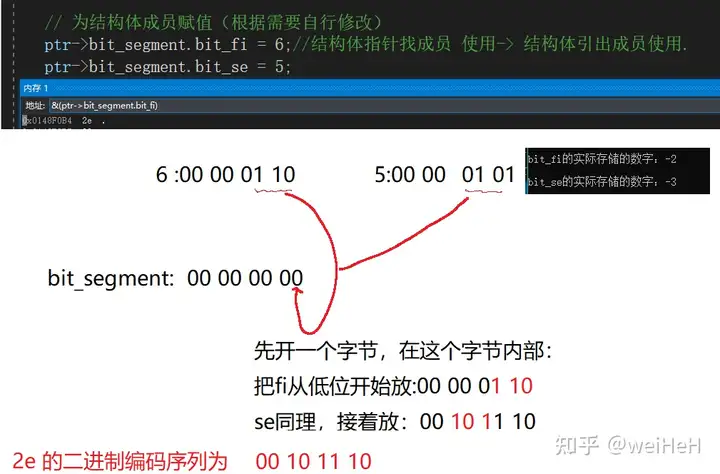 // 为结构体成员赋值（根据需要自行修改）
ptr->bit_segment.bit_fi = 6;//结构体指针找成员 使用-> 结构体引出成员使用.
ptr->bit_segment.bit_se = 5;
内存 1
地址: &(ptr->bit_segment.bit_fi)
0x0148F0B4 2e .
6 :00 00 01 10
5:00 00 01 01
bit_fi的实际存储的数字: -2
bit_se的实际存储的数字: -3
bit_segment: 00 00 00 00
先开一个字节，在这个字节内部：
把fi从低位开始放:00 00 01 10
se同理，接着放：00 10 11 10
2e 的二进制编码序列为 00 10 11 10
知乎 @weiHeH